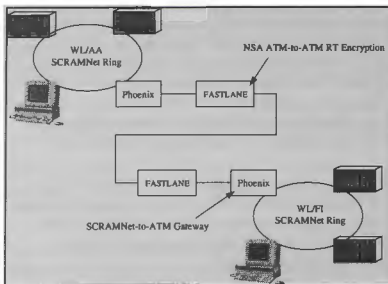 NSA ATM-to-ATM RT Encryption
WL/AA
SCRAMNet Ring
Phoenix
FASTLANE
FASTLANE
Phoenix
SCRAMNet-to-ATM Gateway
WL/FI
SCRAMNet Ring